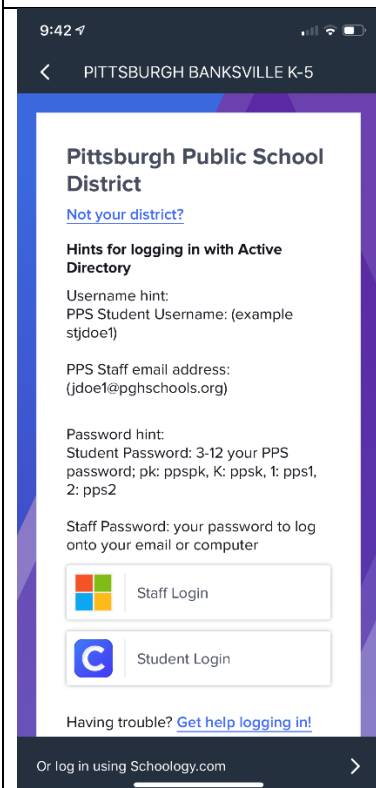 9:42
PITTSBURGH BANKSVILLE K-5
Pittsburgh Public School
District
Not your district?
Hints for logging in with Active
Directory
Username hint:
PPS Student Username: (example
stjdoe1)
PPS Staff email address:
(jdoe1@pghschools.org)
Password hint:
Student Password: 3-12 your PPS
password; pk: ppspk, K: ppsk, 1: pps1,
2: pps2
Staff Password: your password to log
onto your email or computer
Staff Login
C
Student Login
Having trouble? Get help logging in!
Or log in using Schoology.com